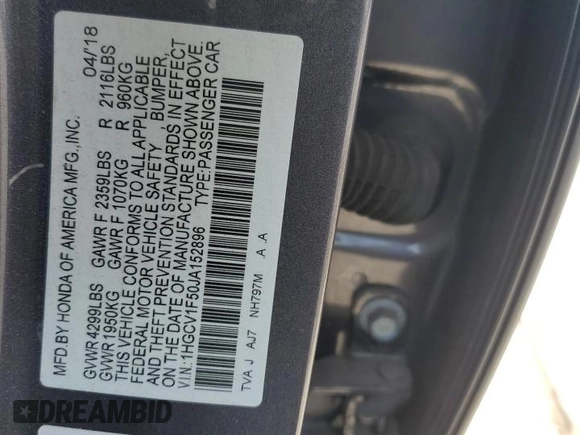 MFD.BY HONDA OF AMERICA MFG.,INC. 04/'18
GVWR 4299LBS GAWR F 2359LBS R 2116LBS
GVWR 1950KG GAWR F 1070KG R 960KG
THIS VEHICLE CONFORMS TO ALL APPLICABLE
FEDERAL MOTOR VEHICLE SAFETY, BUMPER,
AND THEFT PREVENTION STANDARDS IN EFFECT
ON THE DATE OF MANUFACTURE SHOWN ABOVE.
V.I.N.:1HGCV1F50JA152896 TYPE:PASSENGER CAR
TVA J AJ7 NH797M .A .A
DREAMBID